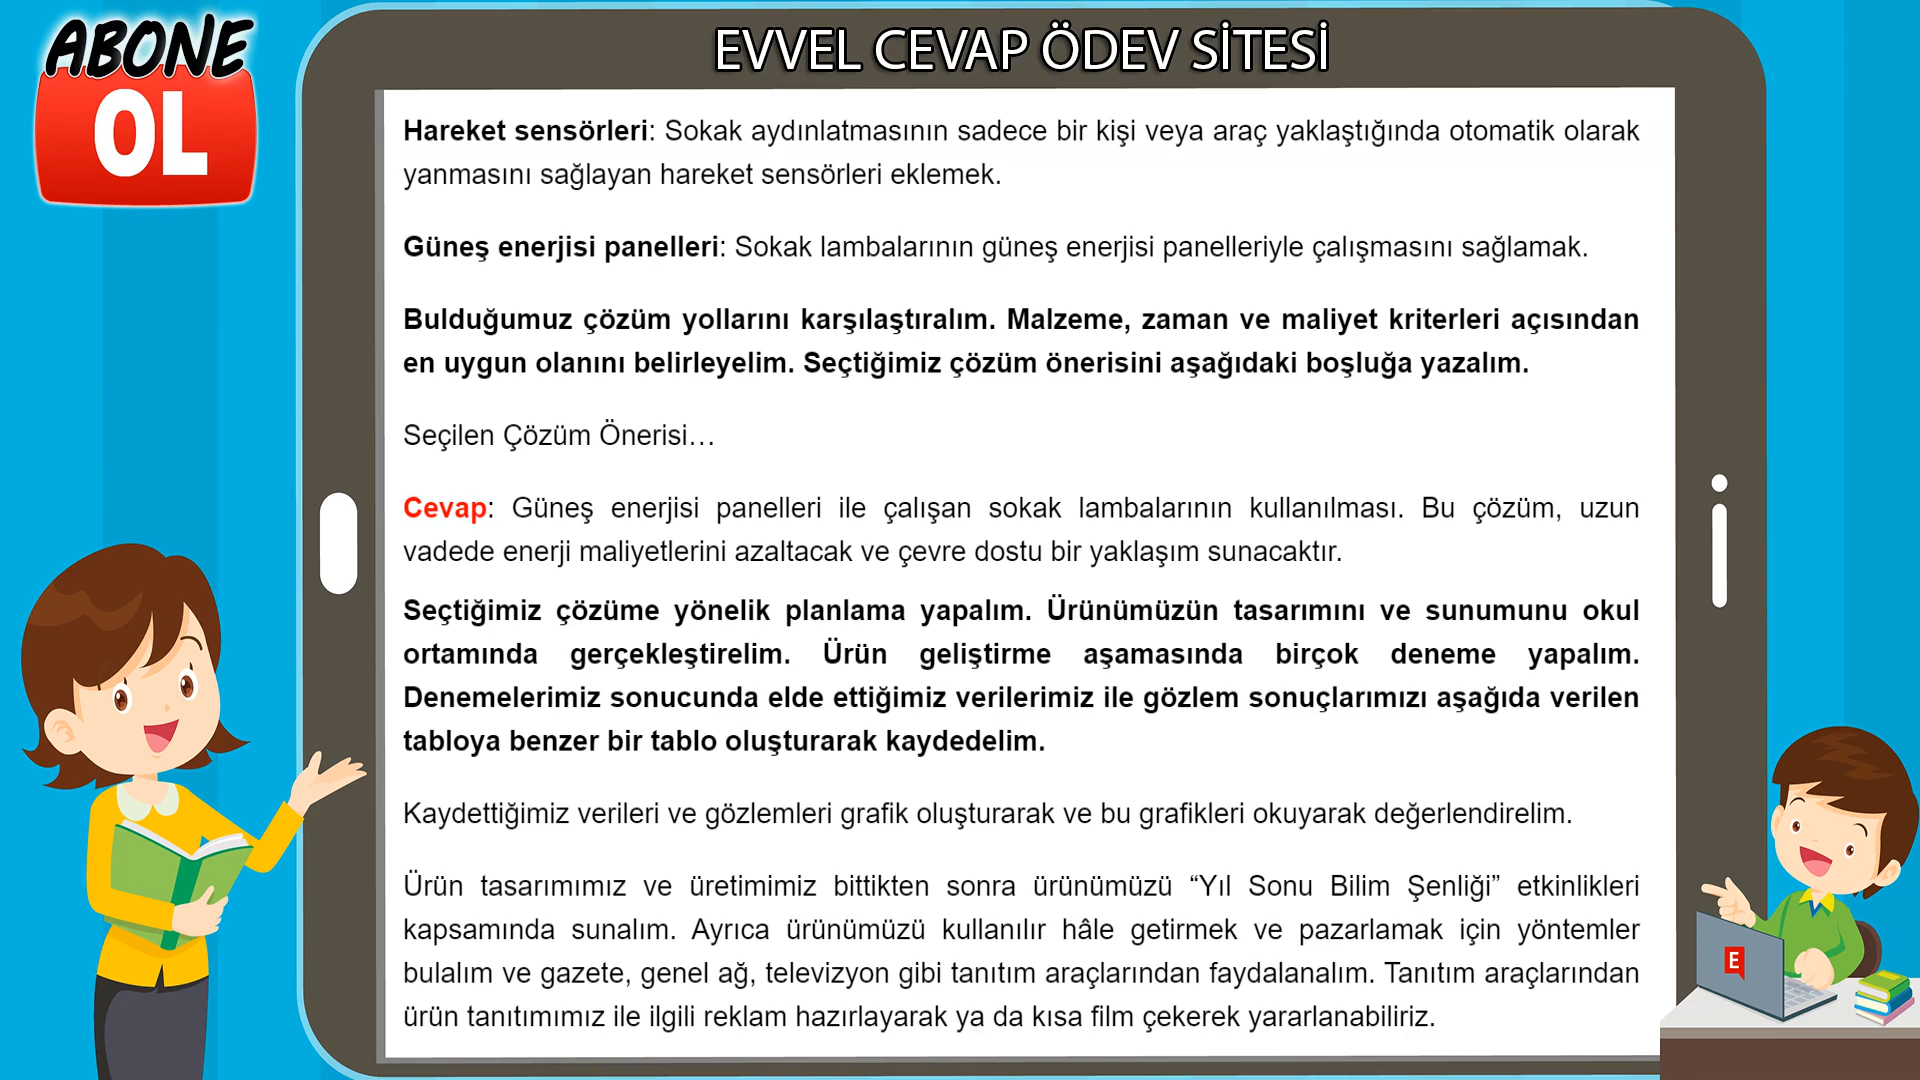 ABONE
OL
EVVEL CEVAP ÖDEV SİTESİ
Hareket sensörleri: Sokak aydınlatmasının sadece bir kişi veya araç yaklaştığında otomatik olarak
yanmasını sağlayan hareket sensörleri eklemek.
Güneş enerjisi panelleri: Sokak lambalarının güneş enerjisi panelleriyle çalışmasını sağlamak.
Bulduğumuz çözüm yollarını karşılaştıralım. Malzeme, zaman ve maliyet kriterleri açısından
en uygun olanını belirleyelim. Seçtiğimiz çözüm önerisini aşağıdaki boşluğa yazalım.
Seçilen Çözüm Önerisi…
Cevap: Güneş enerjisi panelleri ile çalışan sokak lambalarının kullanılması. Bu çözüm, uzun
vadede enerji maliyetlerini azaltacak ve çevre dostu bir yaklaşım sunacaktır.
Seçtiğimiz çözüme yönelik planlama yapalım. Ürünümüzün tasarımını ve sunumunu okul
ortamında gerçekleştirelim. Ürün geliştirme aşamasında birçok deneme yapalım.
Denemelerimiz sonucunda elde ettiğimiz verilerimiz ile gözlem sonuçlarımızı aşağıda verilen
tabloya benzer bir tablo oluşturarak kaydedelim.
Kaydettiğimiz verileri ve gözlemleri grafik oluşturarak ve bu grafikleri okuyarak değerlendirelim.
Ürün tasarımımız ve üretimimiz bittikten sonra ürünümüzü “Yıl Sonu Bilim Şenliği” etkinlikleri
kapsamında sunalım. Ayrıca ürünümüzü kullanılır hâle getirmek ve pazarlamak için yöntemler
bulalım ve gazete, genel ağ, televizyon gibi tanıtım araçlarından faydalanalım. Tanıtım araçlarından
ürün tanıtımımız ile ilgili reklam hazırlayarak ya da kısa film çekerek yararlanabiliriz.
E